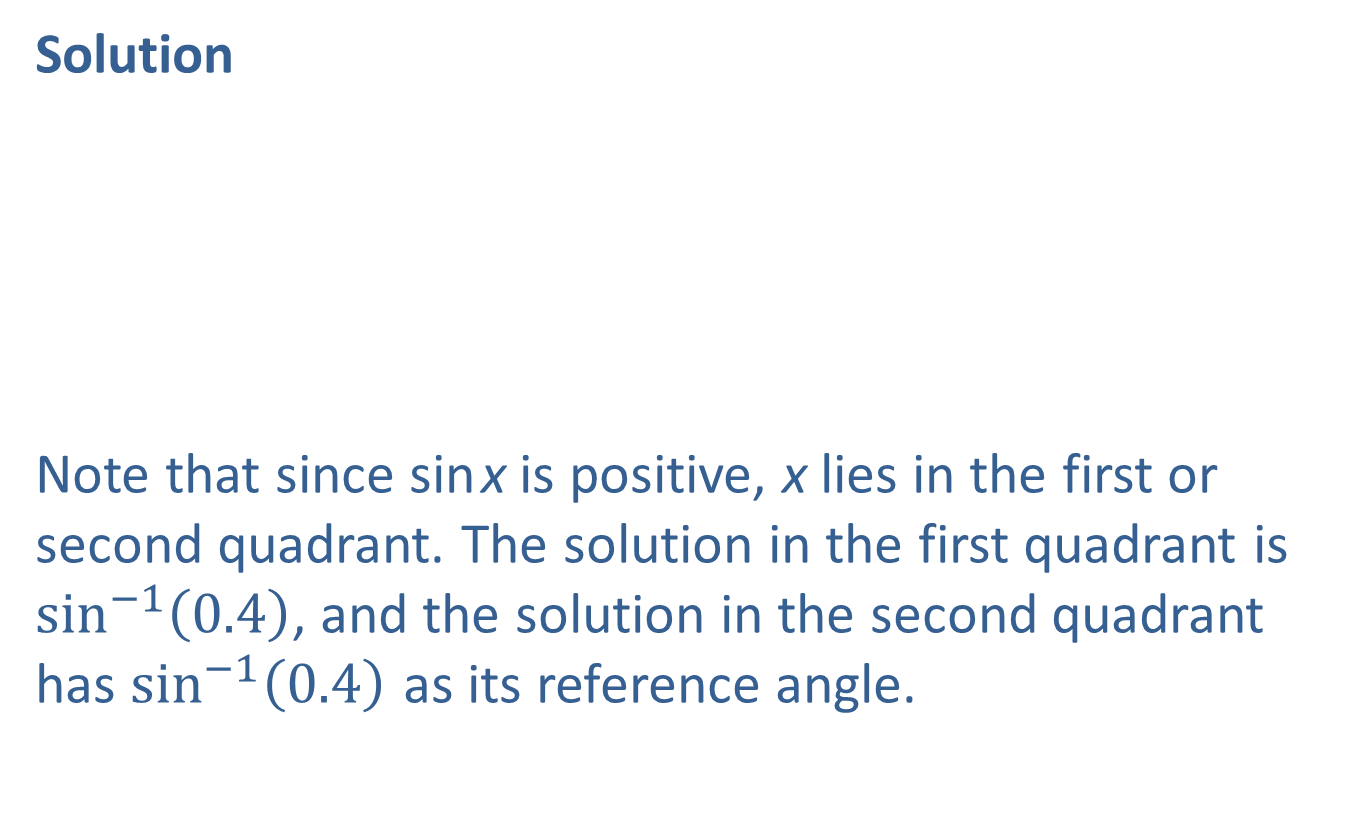 Solution
Note that since sin x is positive, x lies in the first or
second quadrant. The solution in the first quadrant is
sin⁻¹(0.4), and the solution in the second quadrant
has sin⁻¹(0.4) as its reference angle.